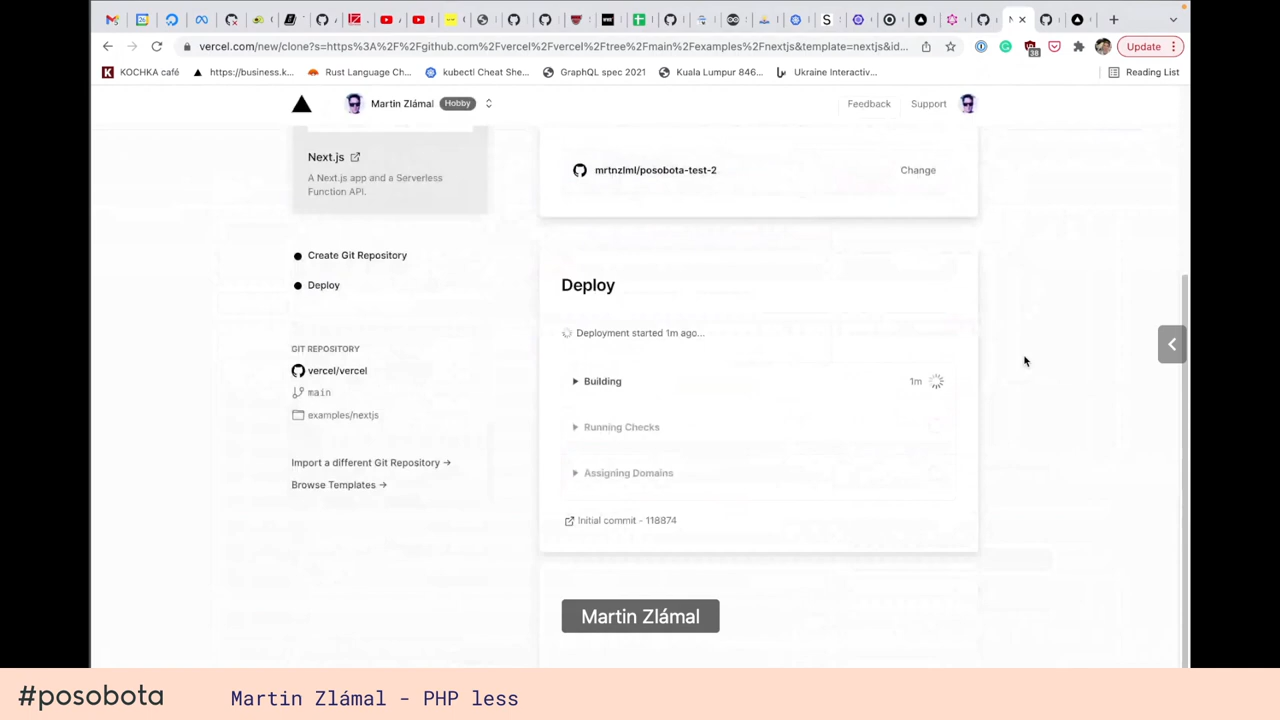 vercel.com/new/clone?s=https%3A%2F%2Fgithub.com%2Fvercel%2Fvercel%2Ftree%2Fmain%2Fexamples%2Fnextjs&template=nextjs&id...
38
Update
KOCHKA café
https://business.k...
Rust Language Ch...
kubectl Cheat She...
GraphQL spec 2021
Kuala Lumpur 846...
Ukraine Interactiv...
Reading List
Martin Zlámal
Hobby
Feedback
Support
Next.js
A Next.js app and a Serverless
Function API.
mrtnzlml/posobota-test-2
Change
Create Git Repository
Deploy
GIT REPOSITORY
vercel/vercel
main
examples/nextjs
Import a different Git Repository →
Browse Templates →
Deploy
Deployment started 1m ago...
Building
1m
Running Checks
Assigning Domains
Initial commit - 118874
Martin Zlámal
#posobota
Martin Zlámal - PHP less